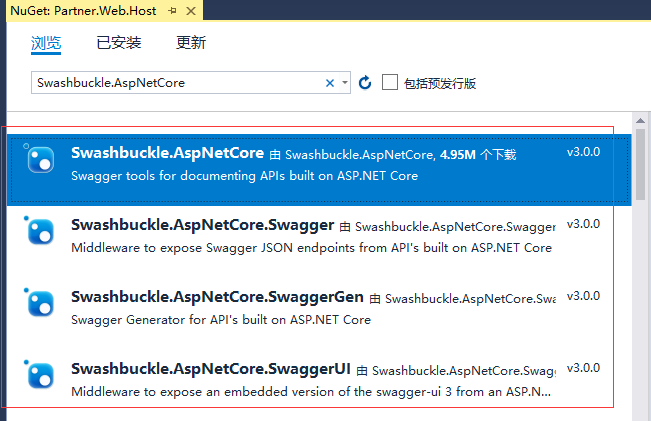 NuGet: Partner.Web.Host
浏览 已安装 更新
Swashbuckle.AspNetCore 包括预发行版
Swashbuckle.AspNetCore 由 Swashbuckle.AspNetCore, 4.95M 个下载 v3.0.0
Swagger tools for documenting APIs built on ASP.NET Core
Swashbuckle.AspNetCore.Swagger 由 Swashbuckle.AspNetCore.Swagger v3.0.0
Middleware to expose Swagger JSON endpoints from API's built on ASP.NET Core
Swashbuckle.AspNetCore.SwaggerGen 由 Swashbuckle.AspNetCore.Swa v3.0.0
Swagger Generator for API's built on ASP.NET Core
Swashbuckle.AspNetCore.SwaggerUI 由 Swashbuckle.AspNetCore.Swagg v3.0.0
Middleware to expose an embedded version of the swagger-ui 3 from an ASP.N...